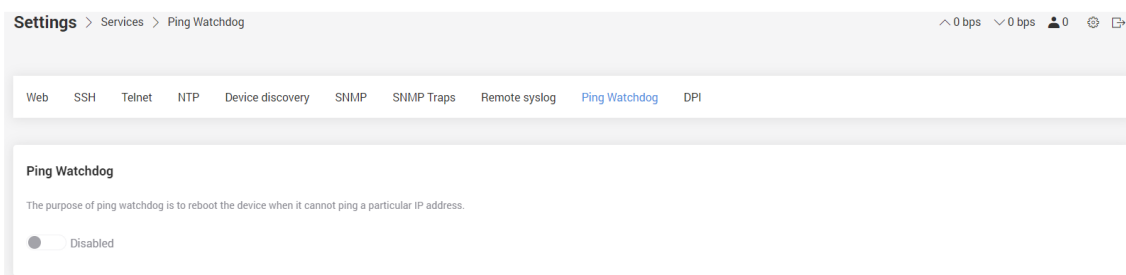 Settings > Services > Ping Watchdog 0 bps 0 bps 0
Web SSH Telnet NTP Device discovery SNMP SNMP Traps Remote syslog Ping Watchdog DPI
Ping Watchdog
The purpose of ping watchdog is to reboot the device when it cannot ping a particular IP address.
Disabled